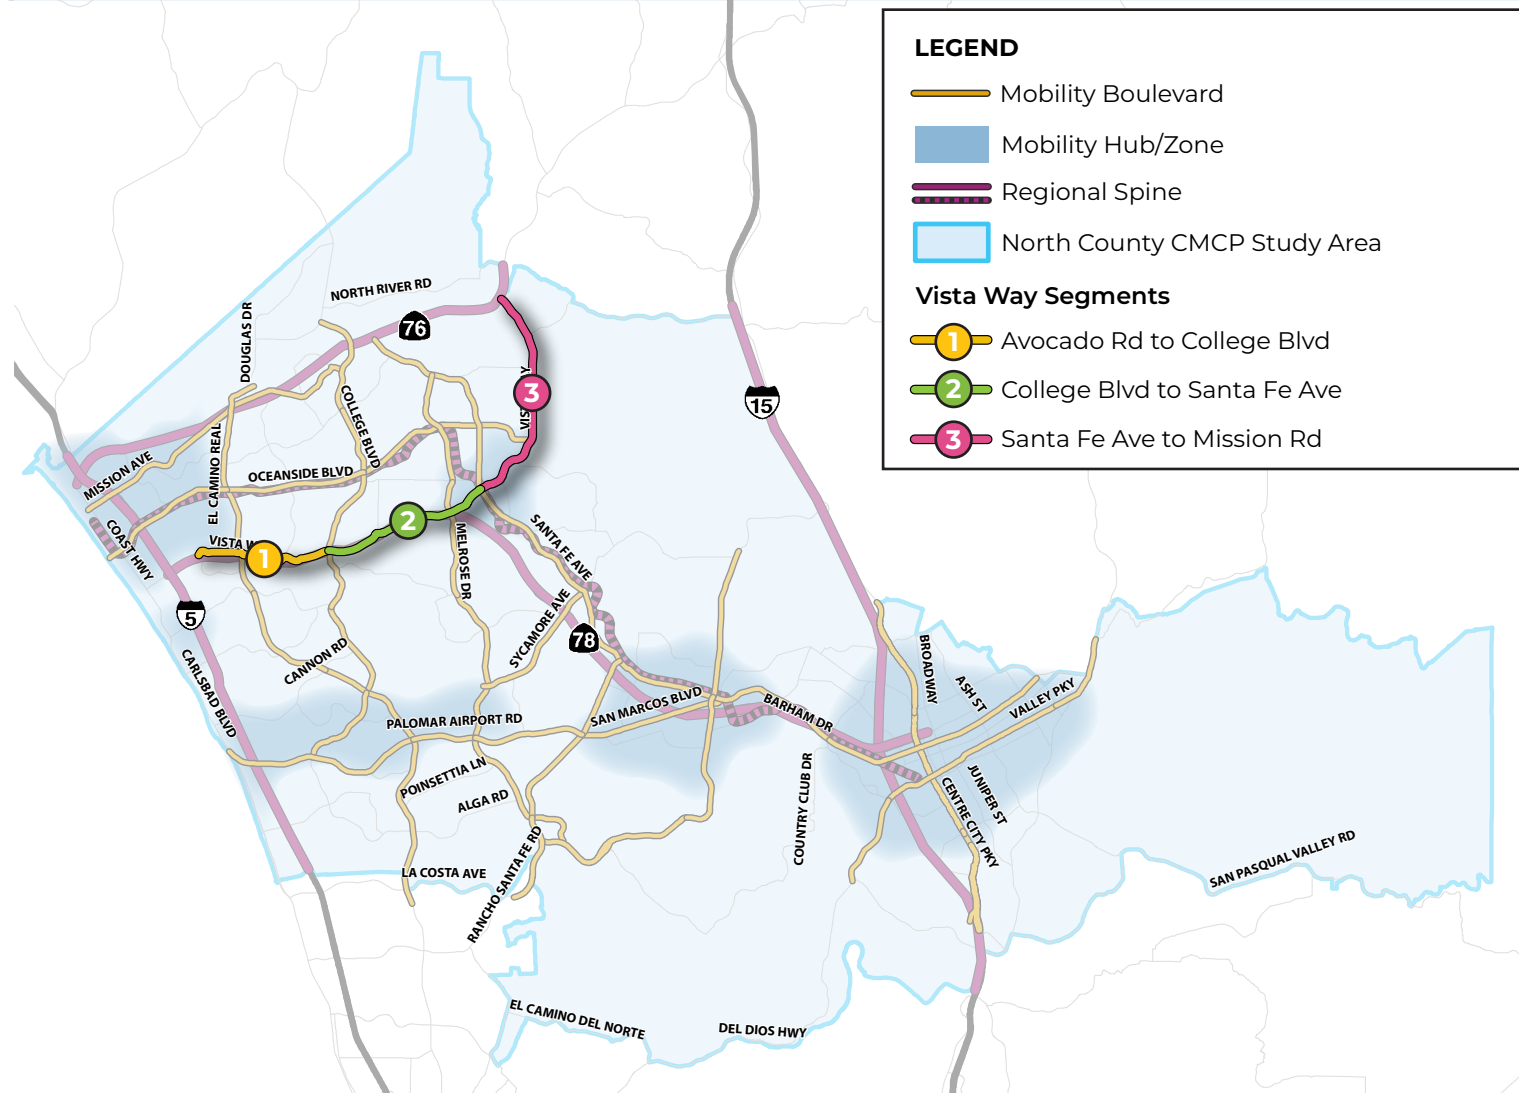 LEGEND
Mobility Boulevard
Mobility Hub/Zone
Regional Spine
North County CMCP Study Area
Vista Way Segments
1 Avocado Rd to College Blvd
2 College Blvd to Santa Fe Ave
3 Santa Fe Ave to Mission Rd
NORTH RIVER RD
76
DOUGLAS DR
15
3
COLLEGE BLVD
EL CAMINO REAL
MISSION AVE
OCEANSIDE BLVD
2
COAST HWY
VISTA W
1
MELROSE DR
SANTA FE AVE
5
SYCAMORE AVE
78
CANNON RD
CARLSBAD BLVD
BROADWAY
ASH ST
VALLEY PKY
PALOMAR AIRPORT RD
SAN MARCOS BLVD
BARHAM DR
POINSETTIA LN
ALGA RD
COUNTRY CLUB DR
JUNIPER ST
CENTRE CITY PKY
LA COSTA AVE
RANCHO SANTA FE RD
SAN PASQUAL VALLEY RD
EL CAMINO DEL NORTE
DEL DIOS HWY